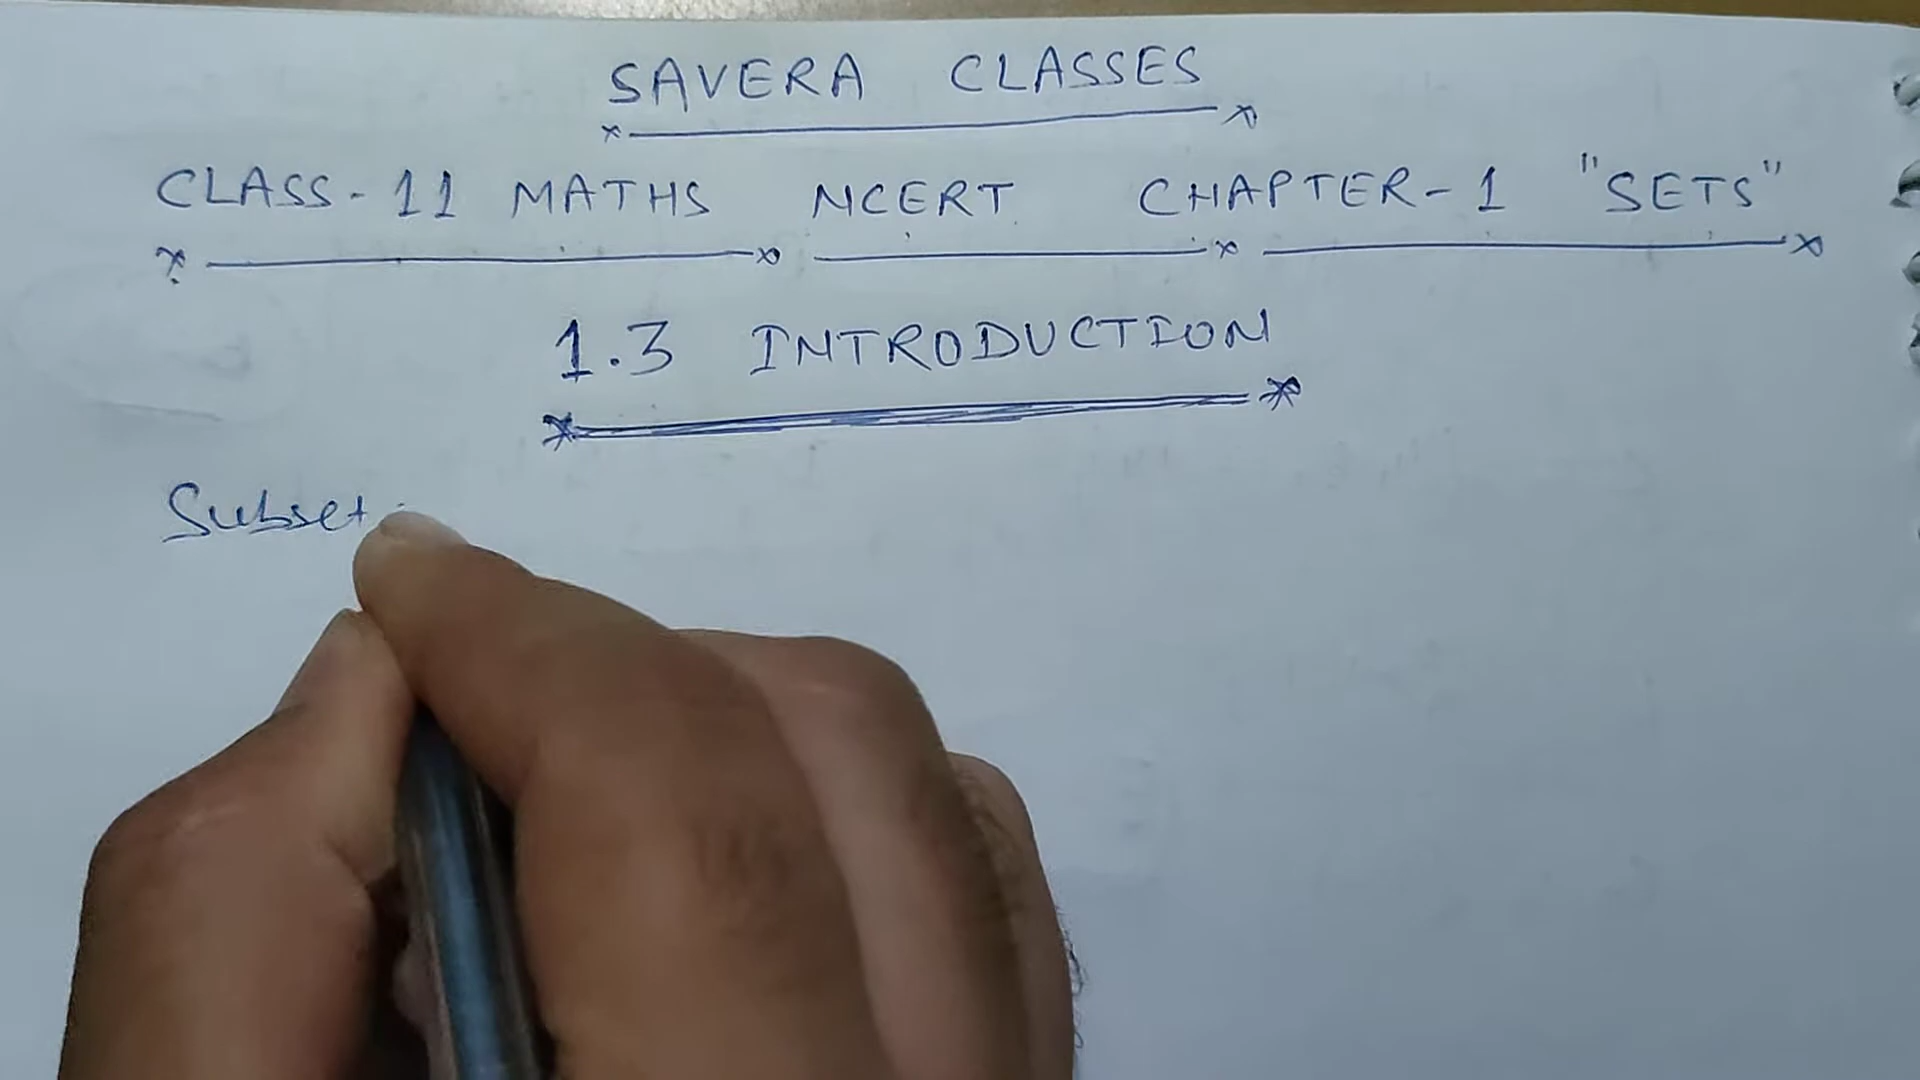 SAVERA CLASSES
CLASS-11 MATHS NCERT CHAPTER-1 "SETS"
1.3 INTRODUCTION
Subset